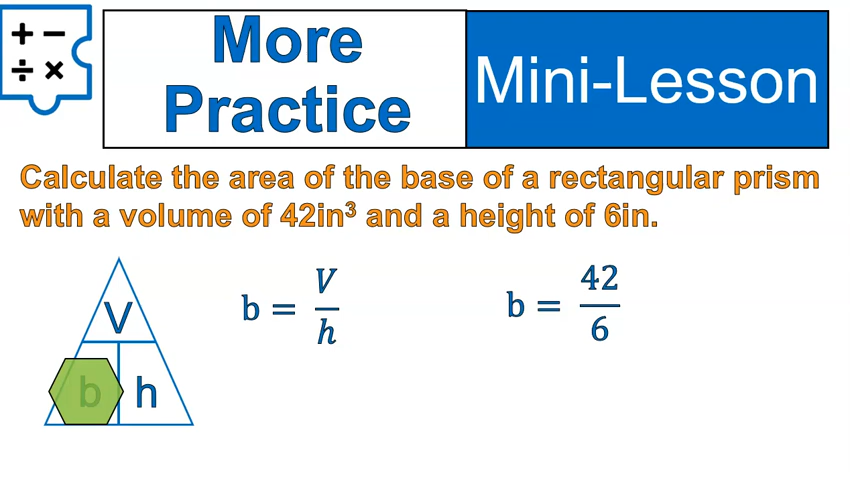 + −
÷ ×
More
Practice
Mini-Lesson
Calculate the area of the base of a rectangular prism
with a volume of 42in³ and a height of 6in.
V
b h
b = V/h
b = 42/6